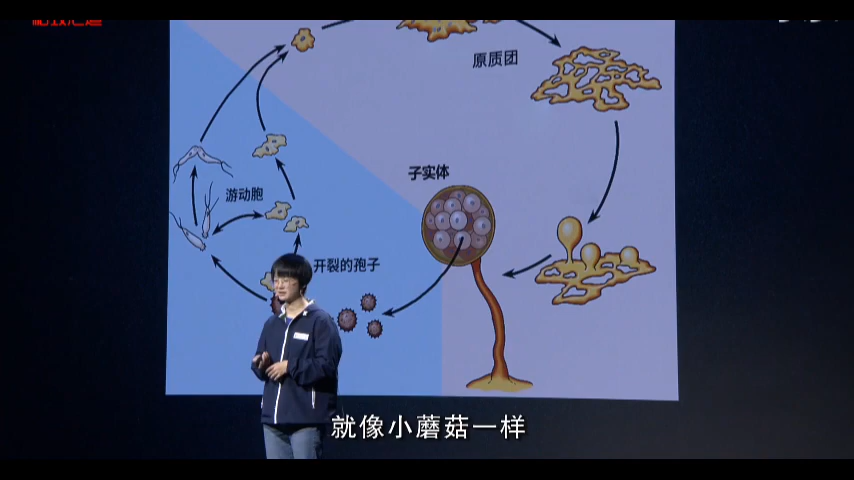 原质团
子实体
游动胞
开裂的孢子
就像小蘑菇一样